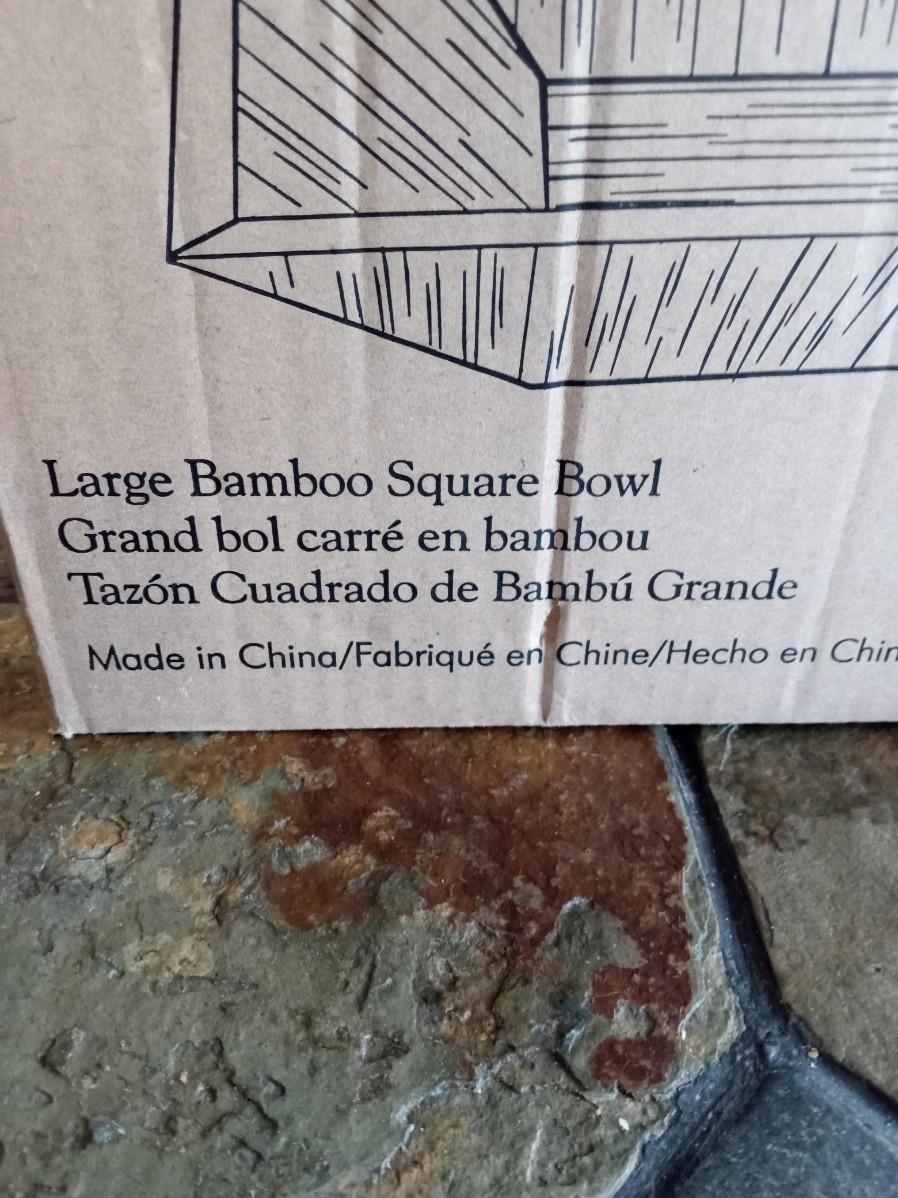 Large Bamboo Square Bowl
Grand bol carré en bambou
Tazón Cuadrado de Bambú Grande
Made in China/Fabriqué en Chine/Hecho en